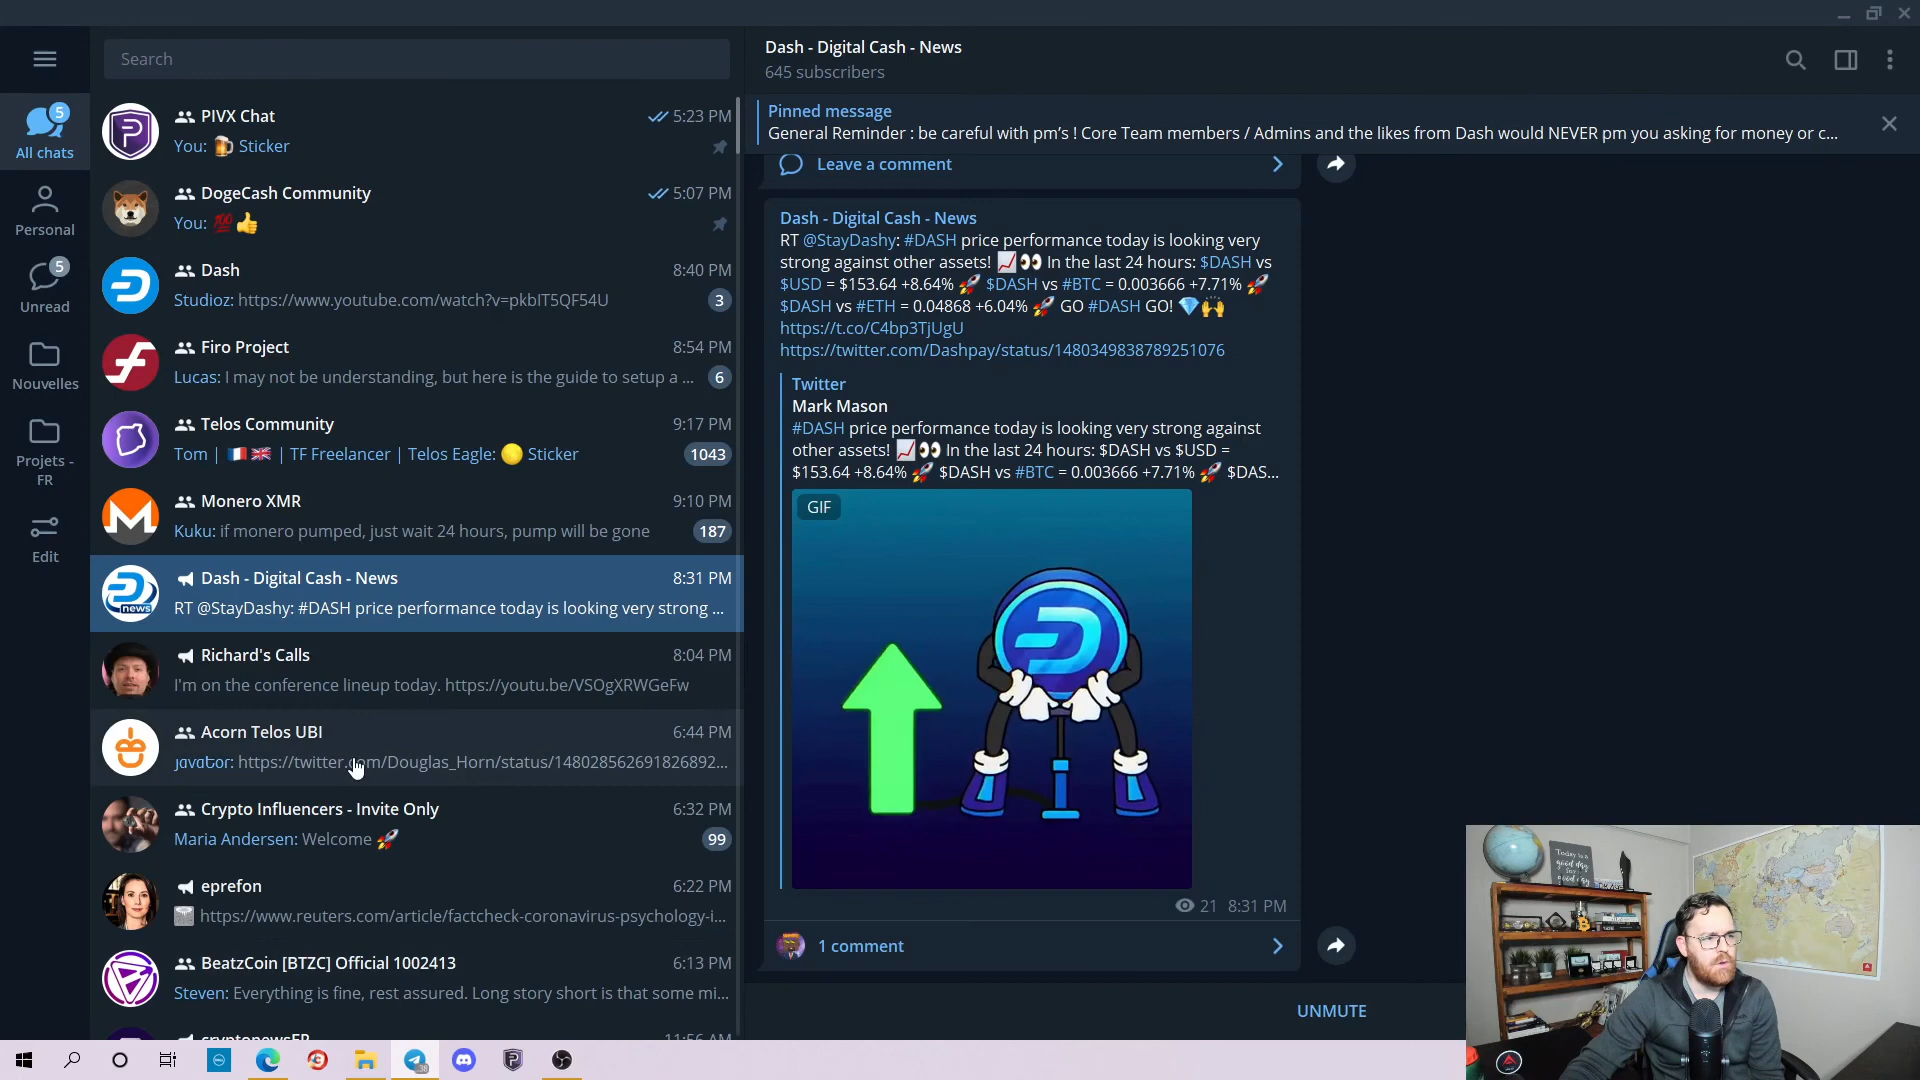 Search
All chats
5
Personal
Unread
5
Nouvelles
Projets -
FR
Edit
PIVX Chat
5:23 PM
You: 🍺 Sticker
DogeCash Community
5:07 PM
You: 💯👍
Dash
8:40 PM
Studioz: https://www.youtube.com/watch?v=pkbIT5QF54U
3
Firo Project
8:54 PM
Lucas: I may not be understanding, but here is the guide to setup a ...
6
Telos Community
9:17 PM
Tom | 🇫🇷🇬🇧 | TF Freelancer | Telos Eagle: 🟡 Sticker
1043
Monero XMR
9:10 PM
Kuku: if monero pumped, just wait 24 hours, pump will be gone
187
news
Dash - Digital Cash - News
8:31 PM
RT @StayDashy: #DASH price performance today is looking very strong ...
Richard's Calls
8:04 PM
I'm on the conference lineup today. https://youtu.be/VSOgXRWGeFw
Acorn Telos UBI
6:44 PM
https://twitter.com/Douglas_Horn/status/148028562691826892...
Crypto Influencers - Invite Only
6:32 PM
Maria Andersen: Welcome 🚀
99
eprefon
6:22 PM
https://www.reuters.com/article/factcheck-coronavirus-psychology-i...
BeatzCoin [BTZC] Official 1002413
6:13 PM
Steven: Everything is fine, rest assured. Long story short is that some mi...
Dash - Digital Cash - News
645 subscribers
Pinned message
General Reminder : be careful with pm's ! Core Team members / Admins and the likes from Dash would NEVER pm you asking for money or c...
Leave a comment
Dash - Digital Cash - News
RT @StayDashy: #DASH price performance today is looking very
strong against other assets! 📈👀 In the last 24 hours: $DASH vs
$USD = $153.64 +8.64% 🚀 $DASH vs #BTC = 0.003666 +7.71% 🚀
$DASH vs #ETH = 0.04868 +6.04% 🚀 GO #DASH GO! 💎🙌
https://t.co/C4bp3TjUgU
https://twitter.com/Dashpay/status/1480349838789251076
Twitter
Mark Mason
#DASH price performance today is looking very strong against
other assets! 📈👀 In the last 24 hours: $DASH vs $USD =
$153.64 +8.64% 🚀 $DASH vs #BTC = 0.003666 +7.71% 🚀 $DAS...
GIF
21 8:31 PM
1 comment
UNMUTE
Today is a
good day
for a
good day
38